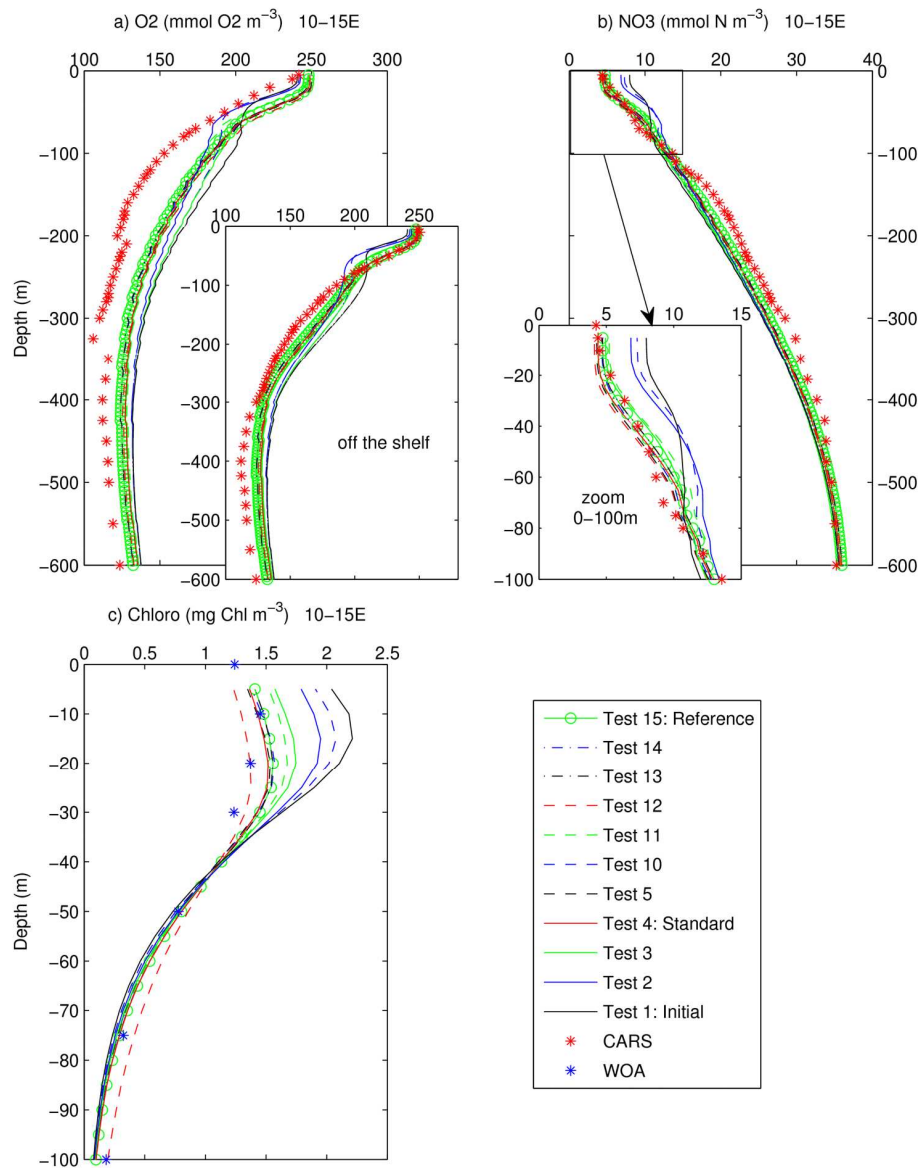 a) O2 (mmol O2 m−3) 10−15E
100 150 200 250 300
0
−100
−200
−300
−400
−500
−600
Depth (m)
100 150 200 250
0
−100
−200
−300
−400
−500
−600
off the shelf
b) NO3 (mmol N m−3) 10−15E
0 10 20 30 40
0
−100
−200
−300
−400
−500
−600
0 5 10 15
0
−20
−40
−60
−80
−100
zoom
0−100m
c) Chloro (mg Chl m−3) 10−15E
0 0.5 1 1.5 2 2.5
0
−10
−20
−30
−40
−50
−60
−70
−80
−90
−100
Depth (m)
Test 15: Reference
Test 14
Test 13
Test 12
Test 11
Test 10
Test 5
Test 4: Standard
Test 3
Test 2
Test 1: Initial
CARS
WOA